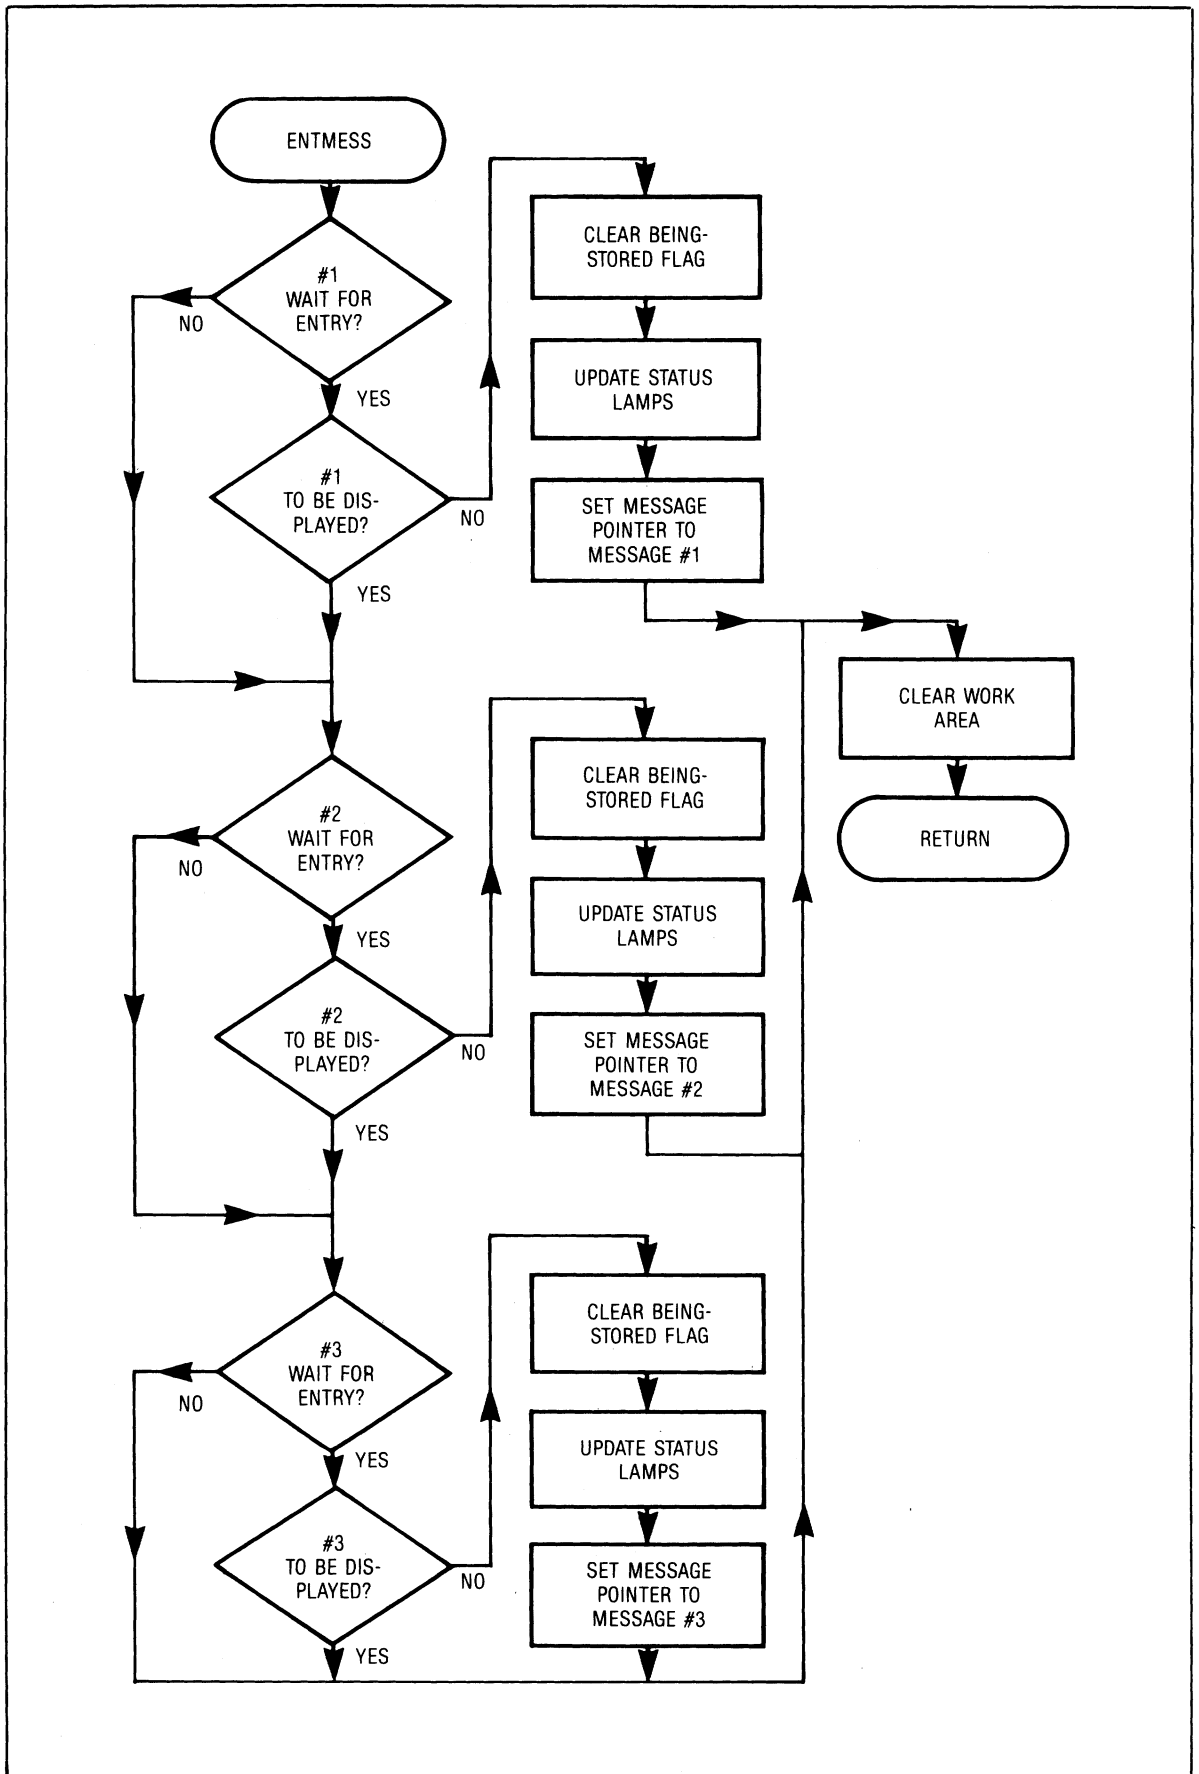 ENTMESS
#1
WAIT FOR
ENTRY?
NO
YES
#1
TO BE DIS-
PLAYED?
NO
YES
CLEAR BEING-
STORED FLAG
UPDATE STATUS
LAMPS
SET MESSAGE
POINTER TO
MESSAGE #1
CLEAR WORK
AREA
RETURN
#2
WAIT FOR
ENTRY?
NO
YES
#2
TO BE DIS-
PLAYED?
NO
YES
CLEAR BEING-
STORED FLAG
UPDATE STATUS
LAMPS
SET MESSAGE
POINTER TO
MESSAGE #2
#3
WAIT FOR
ENTRY?
NO
YES
#3
TO BE DIS-
PLAYED?
NO
YES
CLEAR BEING-
STORED FLAG
UPDATE STATUS
LAMPS
SET MESSAGE
POINTER TO
MESSAGE #3